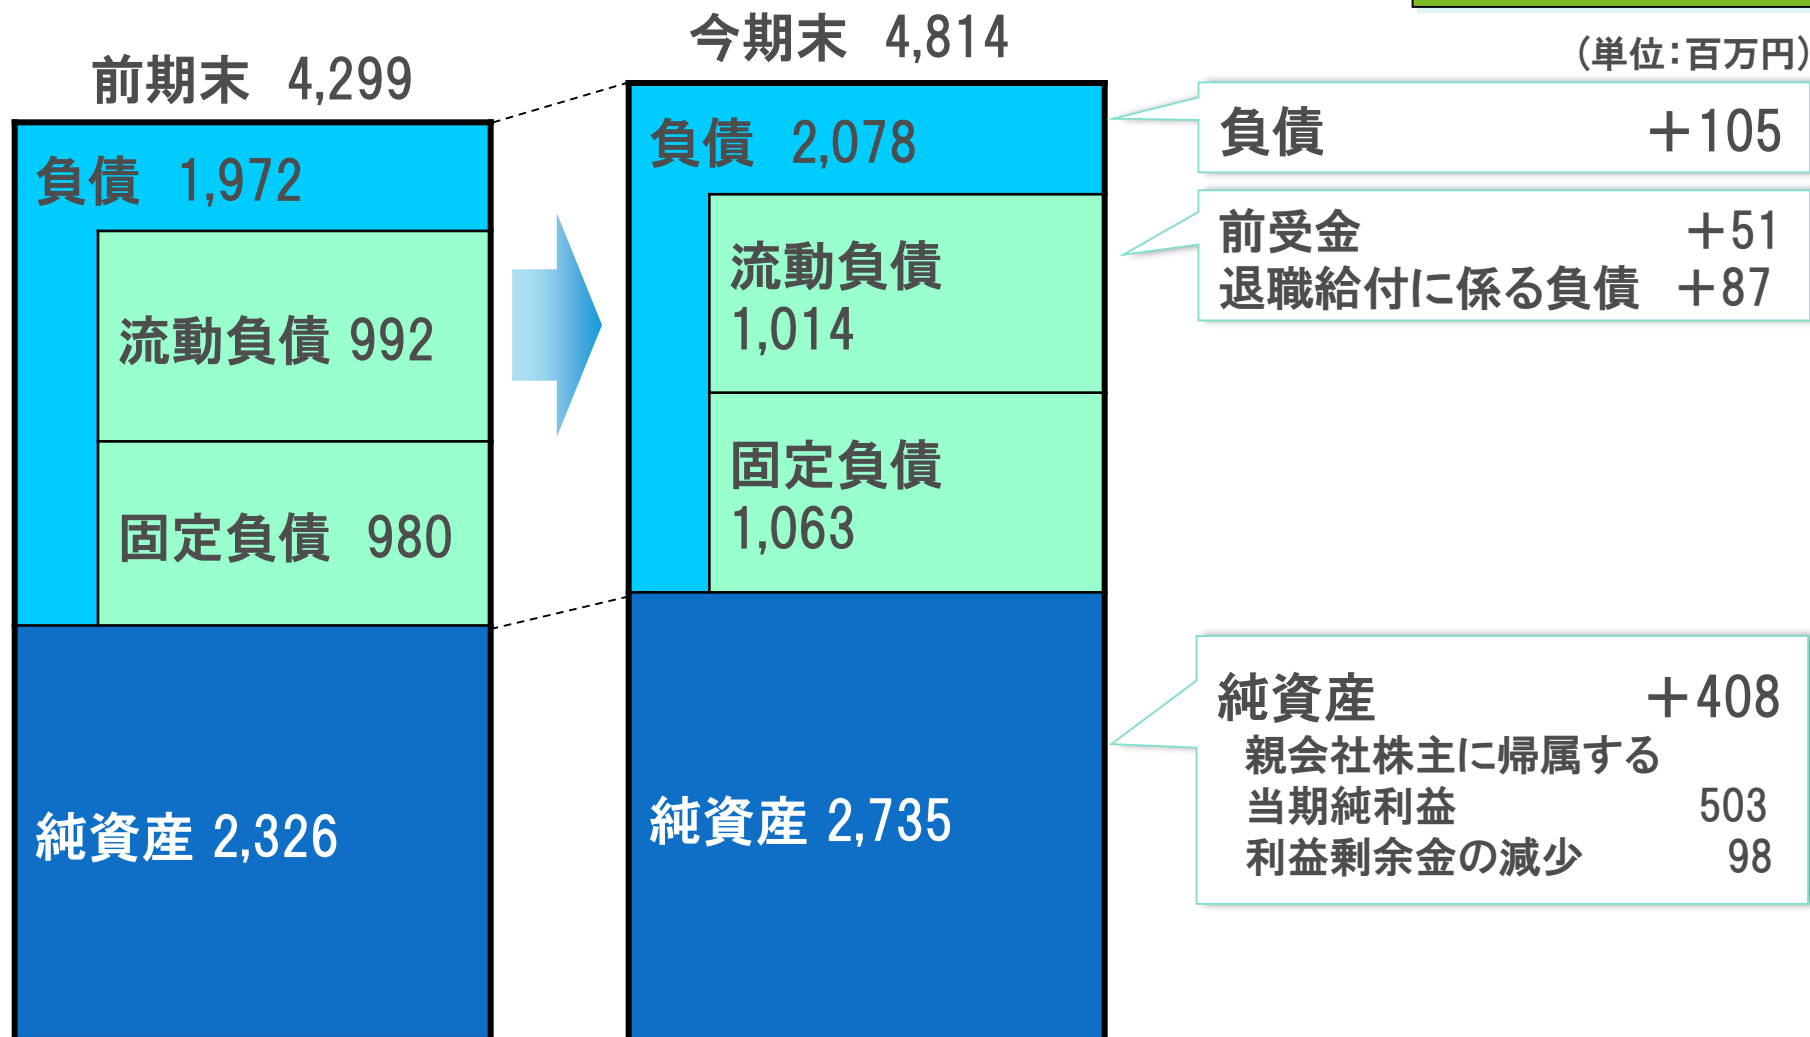 前期末 4,299
負債 1,972
流動負債 992
固定負債 980
純資産 2,326
今期末 4,814
負債 2,078
流動負債
1,014
固定負債
1,063
純資産 2,735
(単位:百万円)
負債 +105
前受金 +51
退職給付に係る負債 +87
純資産 +408
親会社株主に帰属する
当期純利益 503
利益剰余金の減少 98